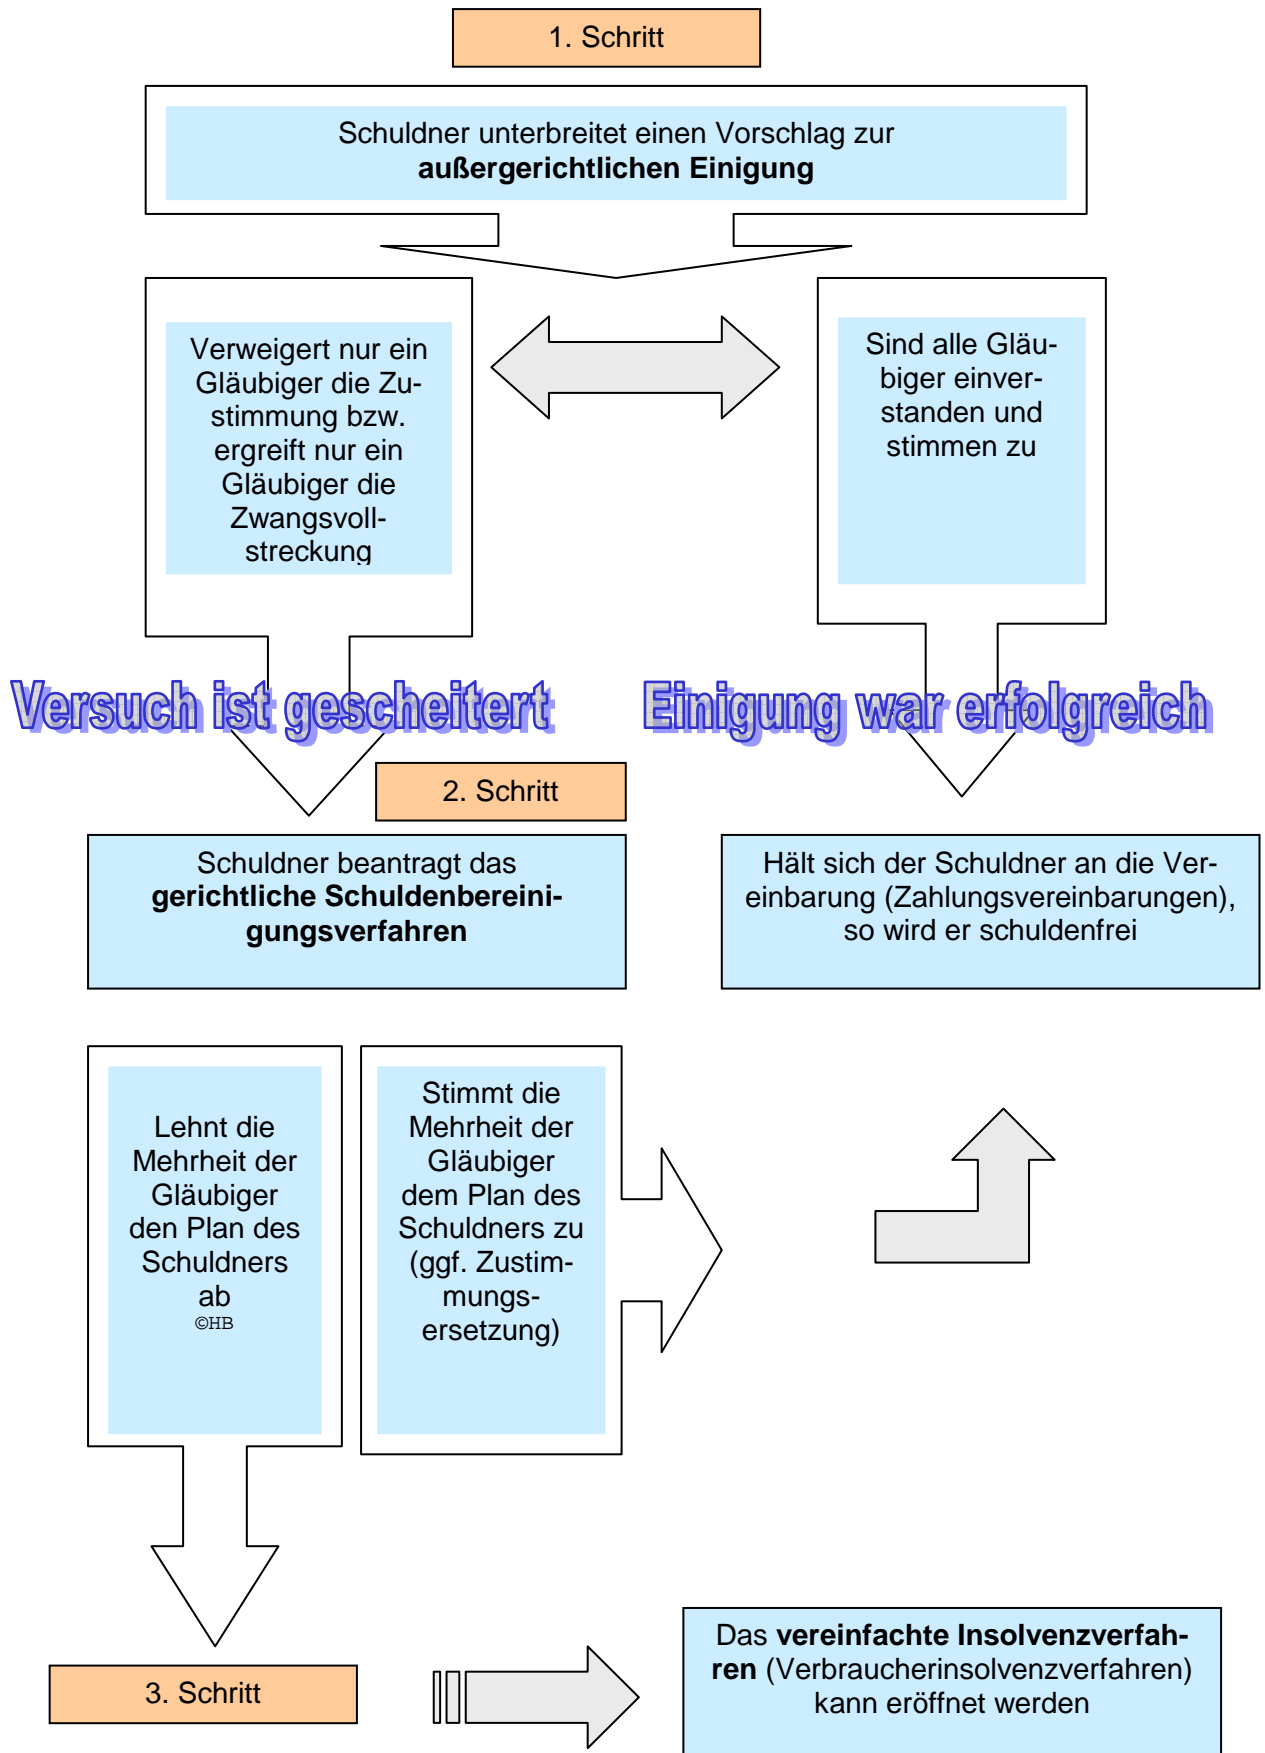 1. Schritt
Schuldner unterbreitet einen Vorschlag zur
außergerichtlichen Einigung
Verweigert nur ein
Gläubiger die Zu-
stimmung bzw.
ergreift nur ein
Gläubiger die
Zwangsvoll-
streckung
Sind alle Gläu-
biger einver-
standen und
stimmen zu
Versuch ist gescheitert
Einigung war erfolgreich
2. Schritt
Schuldner beantragt das
gerichtliche Schuldenbereini-
gungsverfahren
Hält sich der Schuldner an die Ver-
einbarung (Zahlungsvereinbarungen),
so wird er schuldenfrei
Lehnt die
Mehrheit der
Gläubiger
den Plan des
Schuldners
ab
©HB
Stimmt die
Mehrheit der
Gläubiger
dem Plan des
Schuldners zu
(ggf. Zustim-
mungs-
ersetzung)
3. Schritt
Das vereinfachte Insolvenzverfah-
ren (Verbraucherinsolvenzverfahren)
kann eröffnet werden